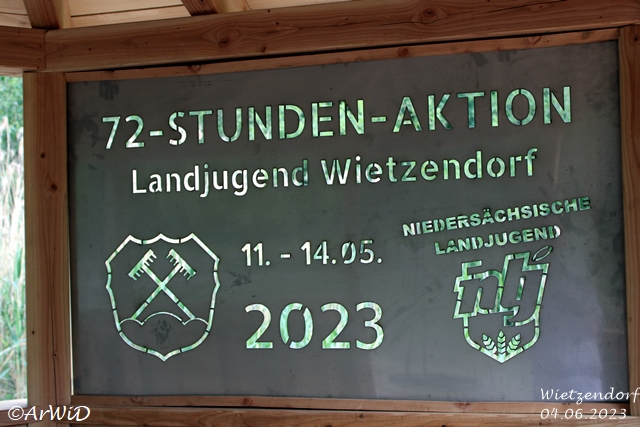 72-STUNDEN-AKTION
Landjugend Wietzendorf
11. - 14.05.
2023
NIEDERSÄCHSISCHE
LANDJUGEND
nlj
©ArWiD
Wietzendorf
04.06.2023